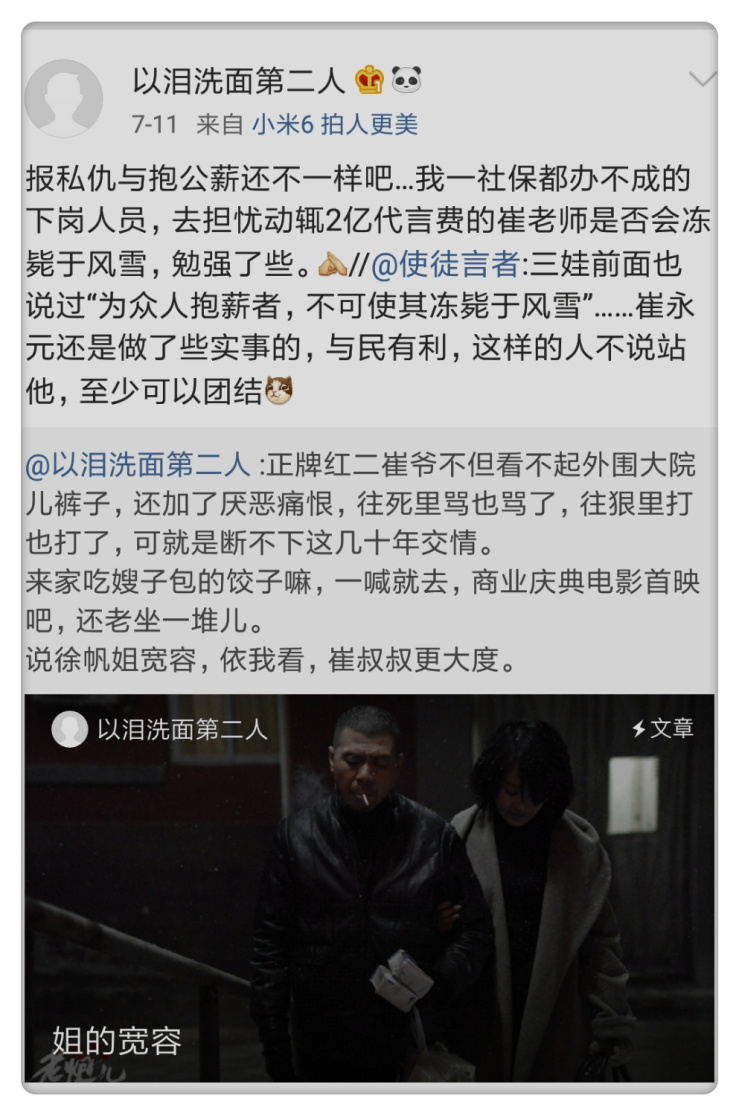 以泪洗面第二人
7-11 来自 小米6 拍人更美
报私仇与抱公薪还不一样吧...我一社保都办不成的
下岗人员，去担忧动辄2亿代言费的崔老师是否会冻
毙于风雪，勉强了些。//@使徒言者:三娃前面也
说过“为众人抱薪者，不可使其冻毙于风雪”……崔永
元还是做了些实事的，与民有利，这样的人不说站
他，至少可以团结
@以泪洗面第二人 :正牌红二崔爷不但看不起外围大院
儿裤子，还加了厌恶痛恨，往死里骂也骂了，往狠里打
也打了，可就是断不下这几十年交情。
来家吃嫂子包的饺子嘛，一喊就去，商业庆典电影首映
吧，还老坐一堆儿。
说徐帆姐宽容，依我看，崔叔叔更大度。
以泪洗面第二人
文章
姐的宽容
老炮儿